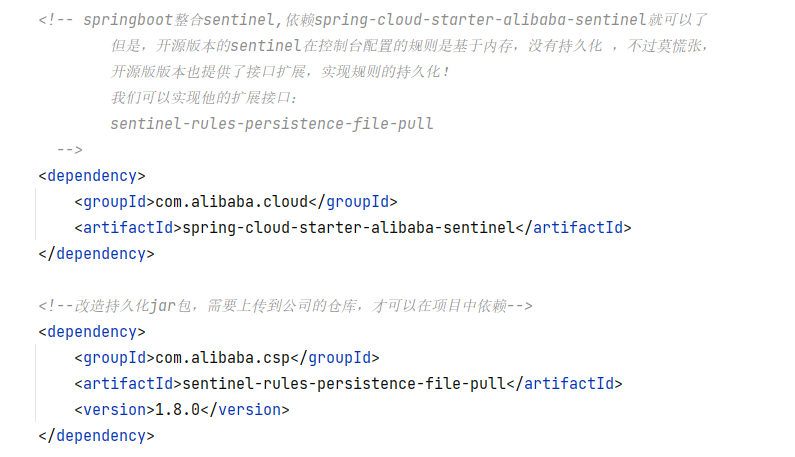 <!-- springboot整合sentinel,依赖spring-cloud-starter-alibaba-sentinel就可以了
        但是，开源版本的sentinel在控制台配置的规则是基于内存，没有持久化 ，不过莫慌张，
        开源版版本也提供了接口扩展，实现规则的持久化！
        我们可以实现他的扩展接口：
        sentinel-rules-persistence-file-pull
  -->
<dependency>
    <groupId>com.alibaba.cloud</groupId>
    <artifactId>spring-cloud-starter-alibaba-sentinel</artifactId>
</dependency>

<!--改造持久化jar包，需要上传到公司的仓库，才可以在项目中依赖-->
<dependency>
    <groupId>com.alibaba.csp</groupId>
    <artifactId>sentinel-rules-persistence-file-pull</artifactId>
    <version>1.8.0</version>
</dependency>